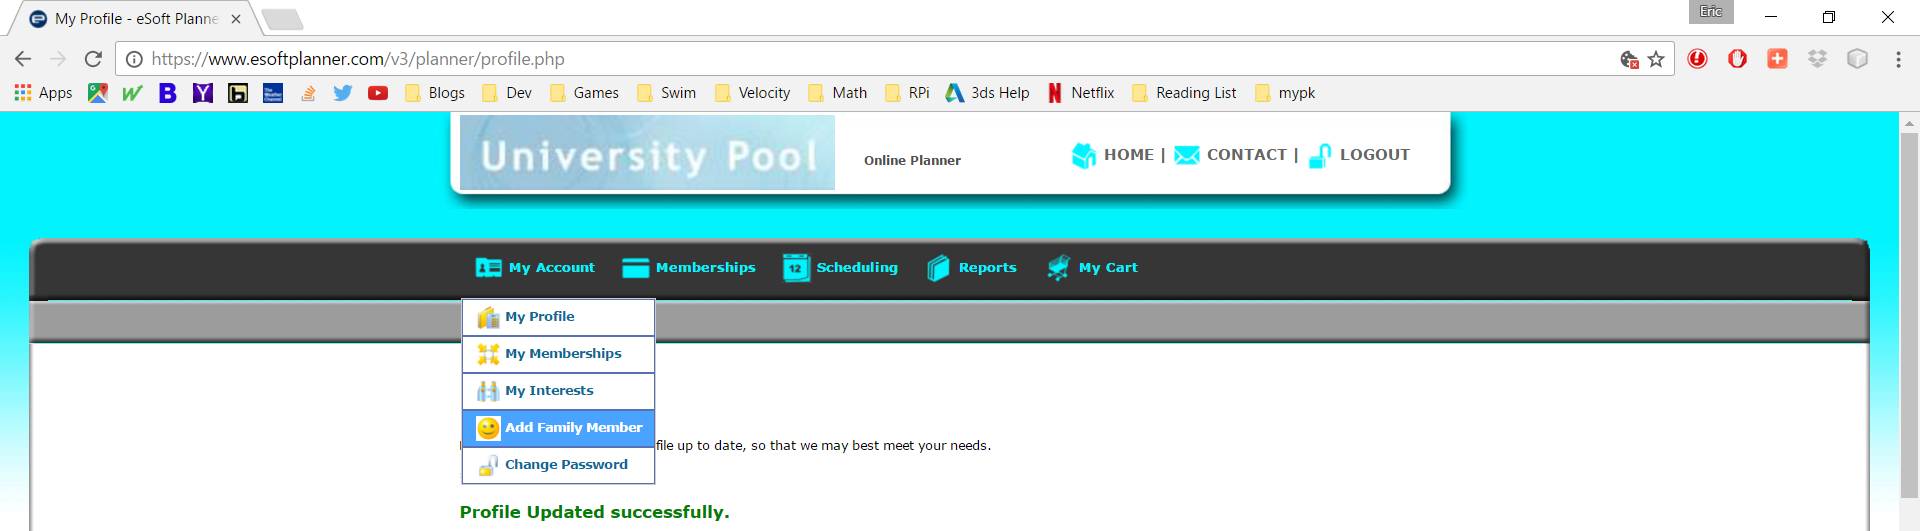 My Profile - eSoft Planne
Eric
https://www.esoftplanner.com/v3/planner/profile.php
Apps Blogs Dev Games Swim Velocity Math RPi 3ds Help Netflix Reading List mypk
University Pool
Online Planner
HOME | CONTACT | LOGOUT
My Account Memberships Scheduling Reports My Cart
My Profile
My Memberships
My Interests
Add Family Member
file up to date, so that we may best meet your needs.
Change Password
Profile Updated successfully.